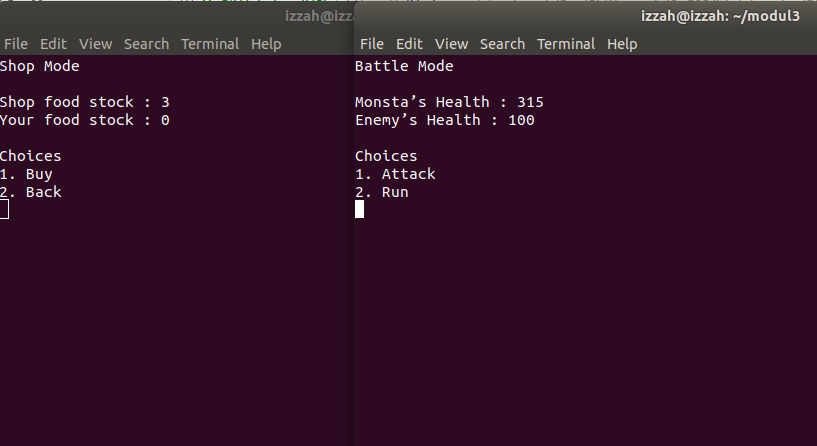 izzah@izza
File Edit View Search Terminal Help
Shop Mode
Shop food stock : 3
Your food stock : 0
Choices
1. Buy
2. Back
izzah@izzah: ~/modul3
File Edit View Search Terminal Help
Battle Mode
Monsta’s Health : 315
Enemy’s Health : 100
Choices
1. Attack
2. Run